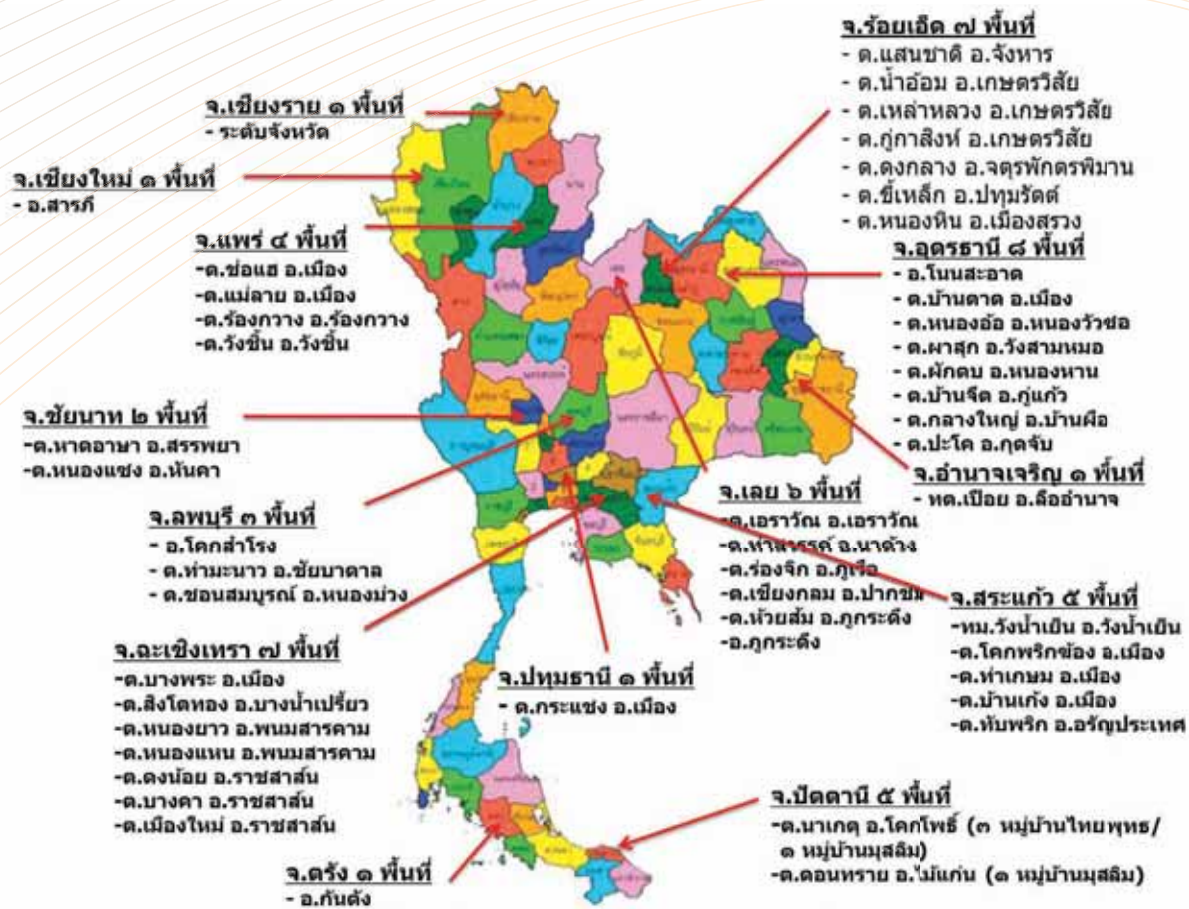 จ.ร้อยเอ็ด ๗ พื้นที่
- ต.แสนชาติ อ.จังหาร
- ต.น้ำอ้อม อ.เกษตรวิสัย
- ต.เหล่าหลวง อ.เกษตรวิสัย
- ต.กู่กาสิงห์ อ.เกษตรวิสัย
- ต.ดงกลาง อ.จตุรพักตรพิมาน
- ต.ขี้เหล็ก อ.ปทุมรัตต์
- ต.หนองหิน อ.เมืองสรวง
จ.เชียงราย ๑ พื้นที่
- ระดับจังหวัด
จ.เชียงใหม่ ๑ พื้นที่
- อ.สารภี
จ.แพร่ ๔ พื้นที่
-ต.ช่อแฮ อ.เมือง
-ต.แม่ลาย อ.เมือง
-ต.ร้องกวาง อ.ร้องกวาง
-ต.วังชิ้น อ.วังชิ้น
จ.อุดรธานี ๘ พื้นที่
- อ.โนนสะอาด
- ต.บ้านตาด อ.เมือง
- ต.หนองอ้อ อ.หนองวัวซอ
- ต.ผาสุก อ.วังสามหมอ
- ต.ผักตบ อ.หนองหาน
- ต.บ้านจีต อ.กู่แก้ว
- ต.กลางใหญ่ อ.บ้านผือ
- ต.ปะโค อ.กุดจับ
จ.ชัยนาท ๒ พื้นที่
-ต.หาดอาษา อ.สรรพยา
-ต.หนองแซง อ.หันคา
จ.อำนาจเจริญ ๑ พื้นที่
- ทต.เปือย อ.ลืออำนาจ
จ.ลพบุรี ๓ พื้นที่
- อ.โคกสำโรง
- ต.ท่ามะนาว อ.ชัยบาดาล
- ต.ชอนสมบูรณ์ อ.หนองม่วง
จ.เลย ๖ พื้นที่
-ต.เอราวัณ อ.เอราวัณ
-ต.ท่าสวรรค์ อ.นาด้วง
-ต.ร่องจิก อ.ภูเรือ
-ต.เชียงกลม อ.ปากชม
-ต.ห้วยส้ม อ.ภูกระดึง
-อ.ภูกระดึง
จ.สระแก้ว ๕ พื้นที่
-ทม.วังน้ำเย็น อ.วังน้ำเย็น
-ต.โคกพริกข้อง อ.เมือง
-ต.ท่าเกษม อ.เมือง
-ต.บ้านแก้ง อ.เมือง
-ต.ทับพริก อ.อรัญประเทศ
จ.ฉะเชิงเทรา ๗ พื้นที่
-ต.บางพระ อ.เมือง
-ต.สิงโตทอง อ.บางน้ำเปรี้ยว
-ต.หนองยาว อ.พนมสารคาม
-ต.หนองแหน อ.พนมสารคาม
-ต.ดงน้อย อ.ราชสาส์น
-ต.บางคา อ.ราชสาส์น
-ต.เมืองใหม่ อ.ราชสาส์น
จ.ปทุมธานี ๑ พื้นที่
- ต.กระแชง อ.เมือง
จ.ปัตตานี ๕ พื้นที่
-ต.นาเกตุ อ.โคกโพธิ์ (๓ หมู่บ้านไทยพุทธ/
๑ หมู่บ้านมุสลิม)
-ต.ดอนทราย อ.ไม้แก่น (๑ หมู่บ้านมุสลิม)
จ.ตรัง ๑ พื้นที่
- อ.กันตัง